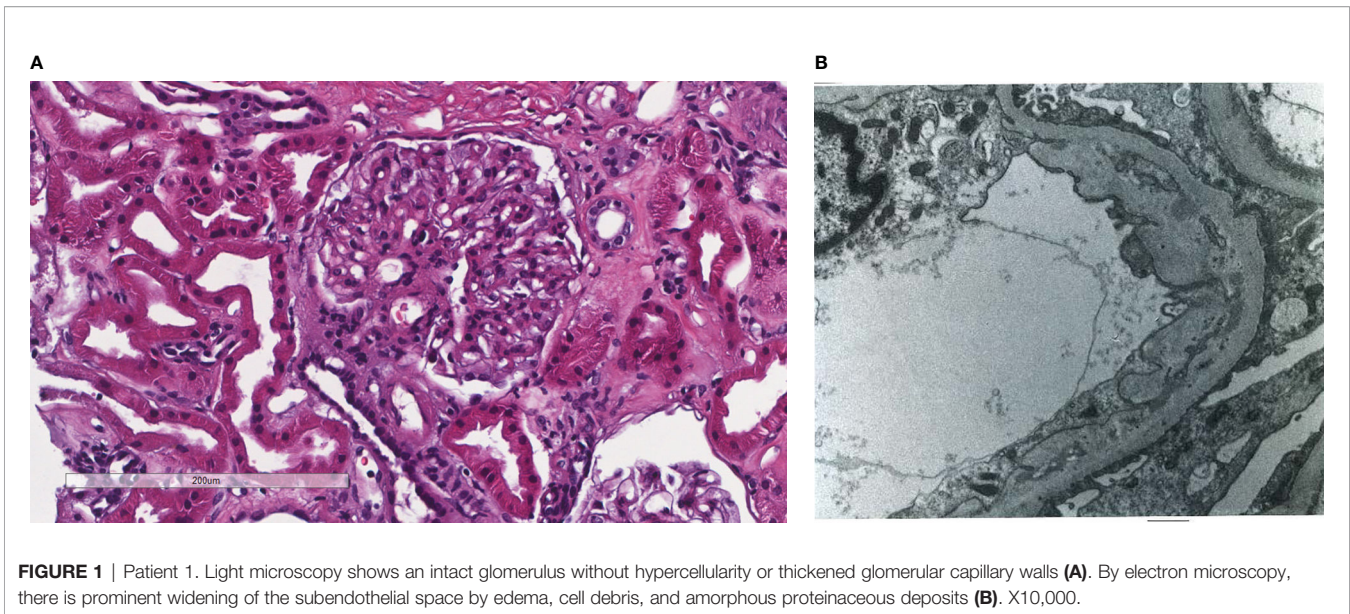 A
B
200um
FIGURE 1 | Patient 1. Light microscopy shows an intact glomerulus without hypercellularity or thickened glomerular capillary walls (A). By electron microscopy,
there is prominent widening of the subendothelial space by edema, cell debris, and amorphous proteinaceous deposits (B). X10,000.